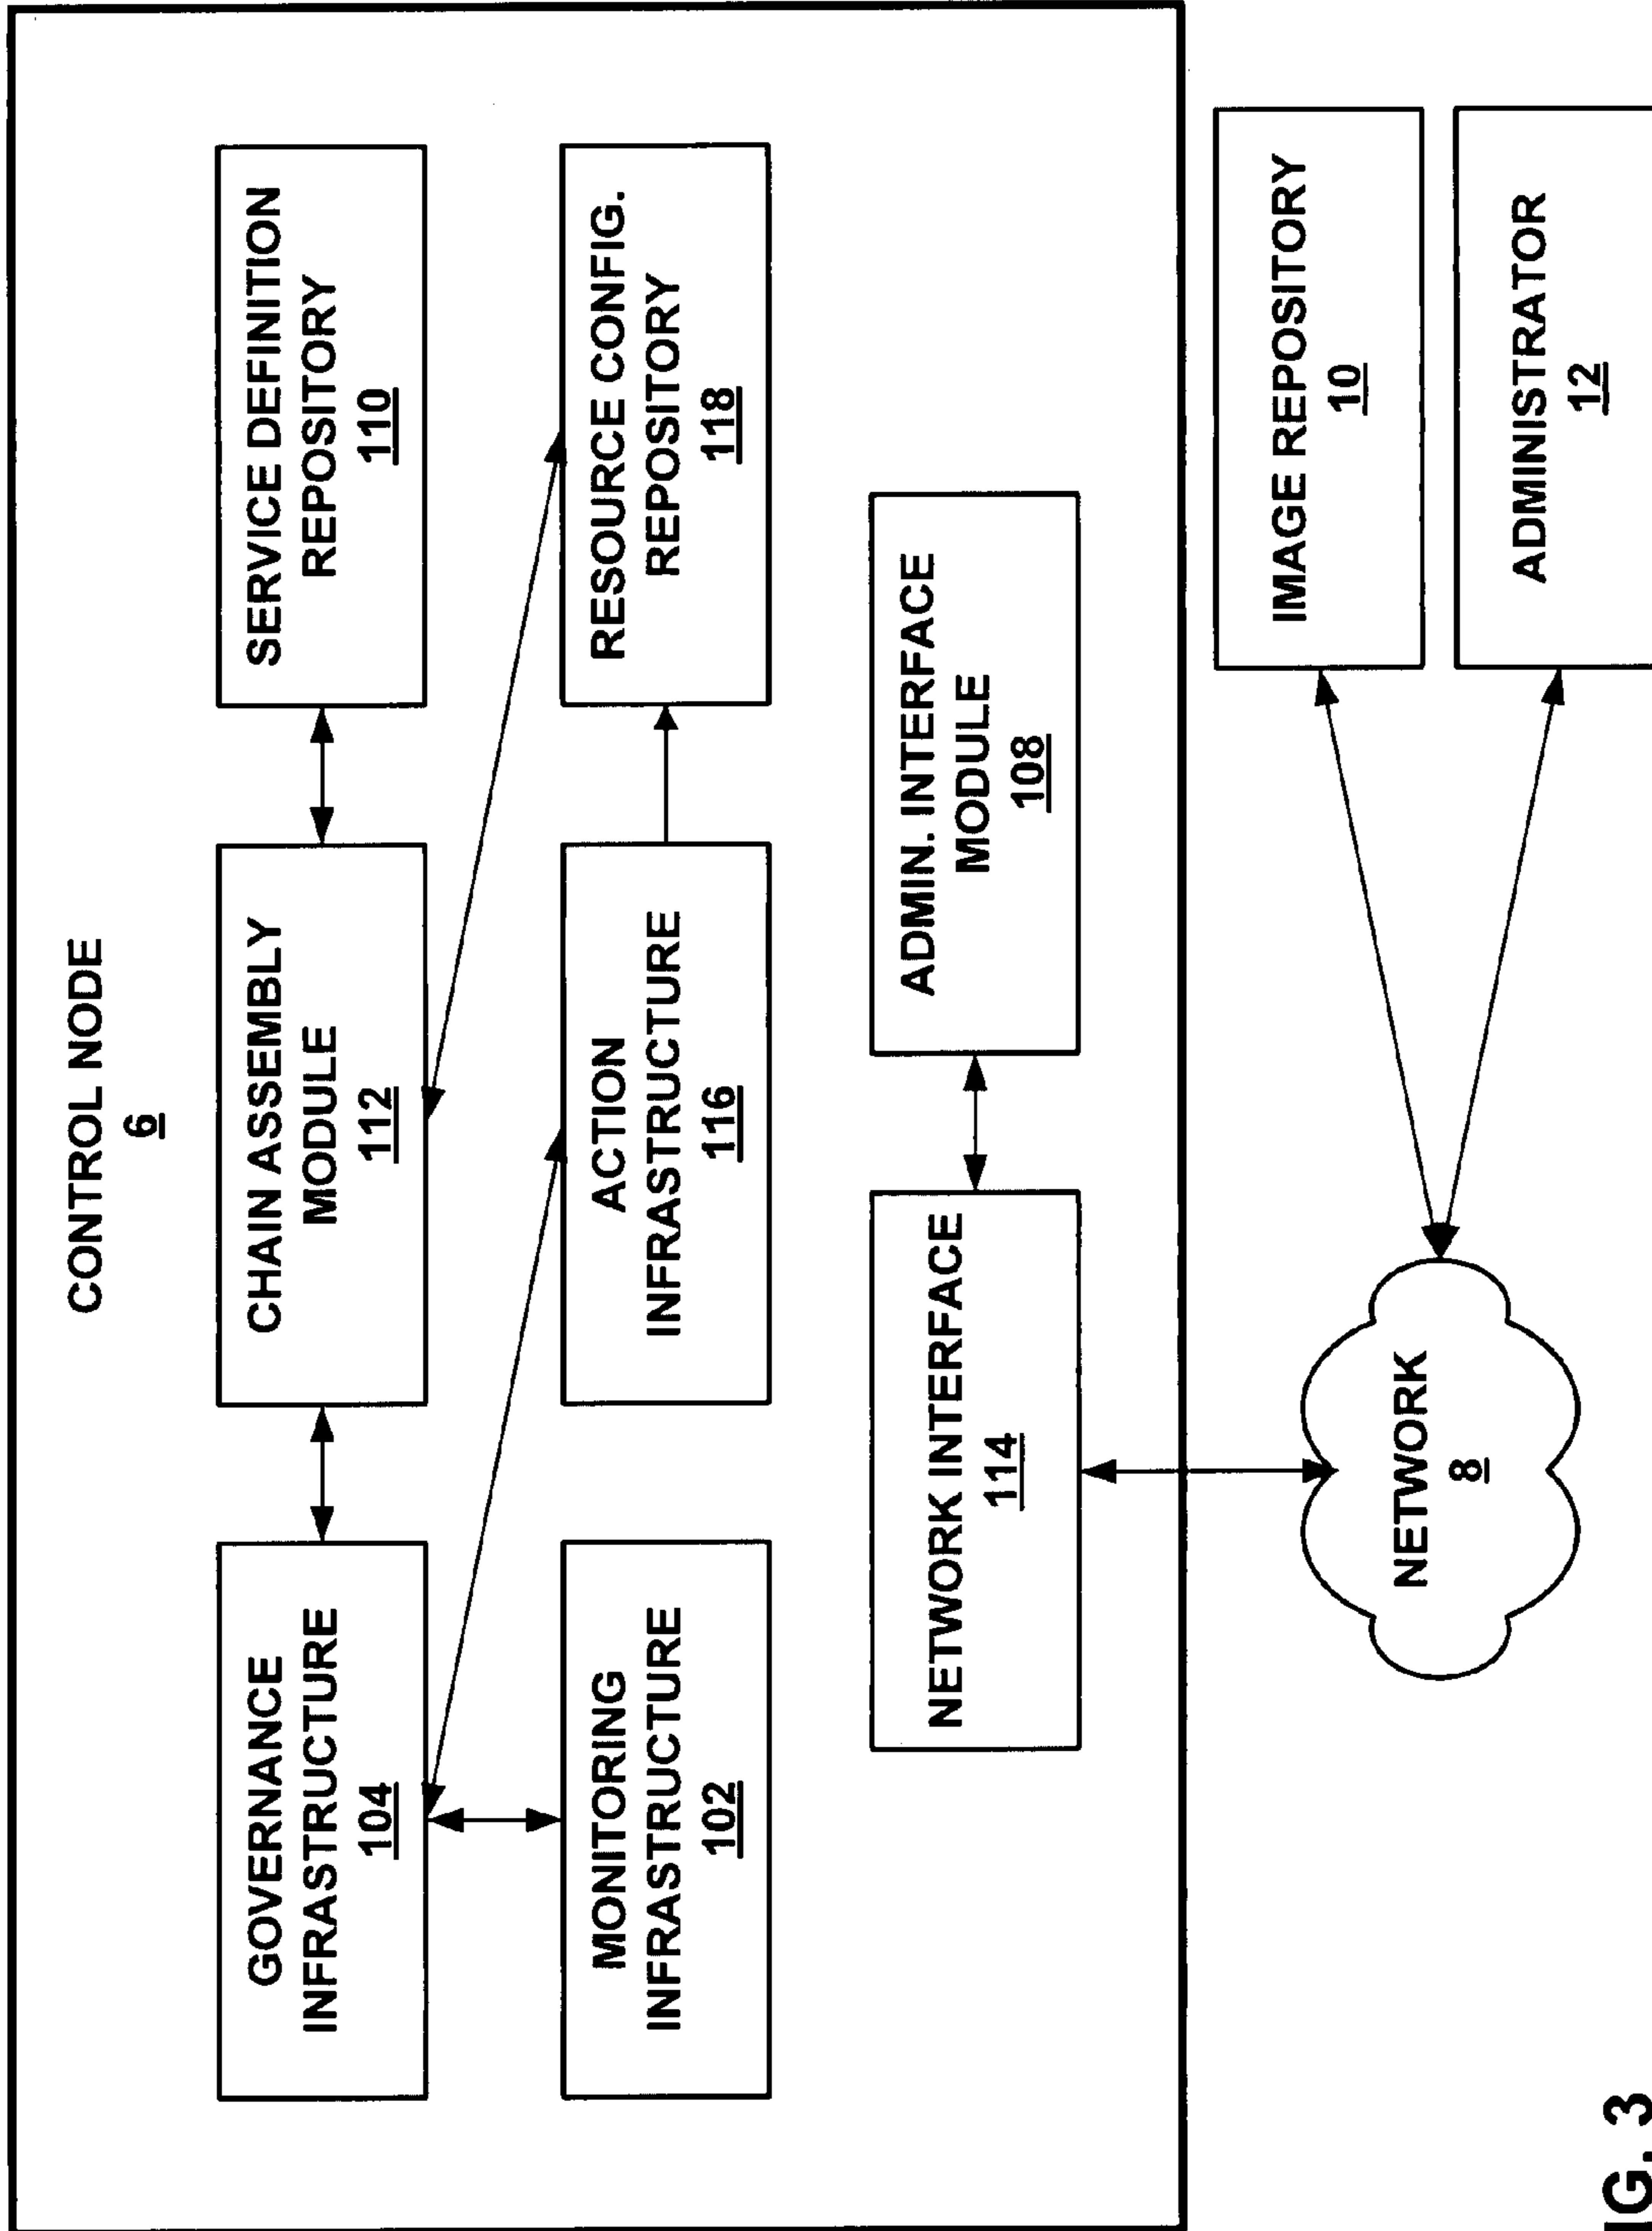 CONTROL NODE
6
GOVERNANCE
INFRASTRUCTURE
104
CHAIN ASSEMBLY
MODULE
112
SERVICE DEFINITION
REPOSITORY
110
MONITORING
INFRASTRUCTURE
102
ACTION
INFRASTRUCTURE
116
RESOURCE CONFIG.
REPOSITORY
118
NETWORK INTERFACE
114
ADMIN. INTERFACE
MODULE
108
NETWORK
8
IMAGE REPOSITORY
10
ADMINISTRATOR
12
IG. 3